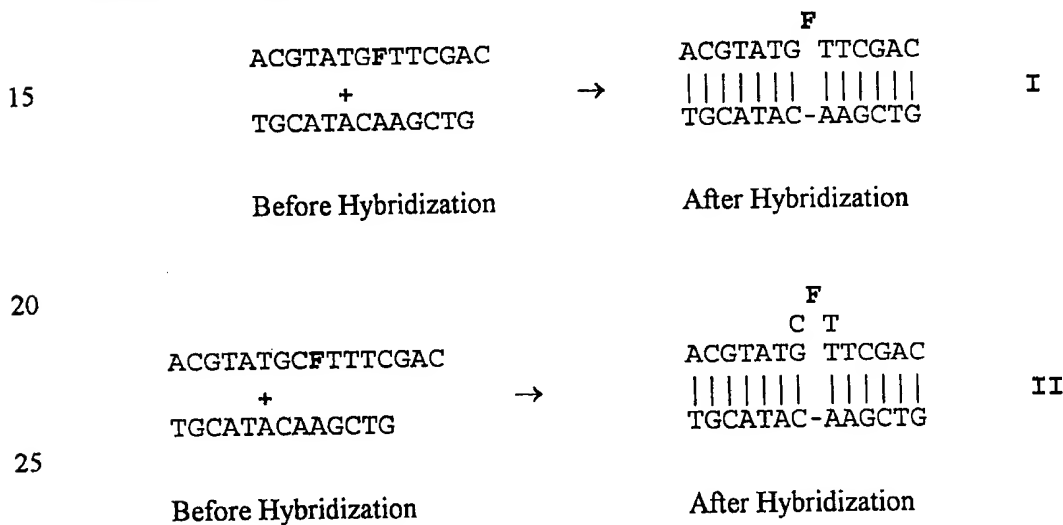 F
ACGTATGFTTCGAC ACGTATG TTCGAC
15 + → ||||||| |||||| I
TGCATACAAGCTG TGCATAC-AAGCTG
Before Hybridization After Hybridization
20 F
C T
ACGTATGCFTTTCGAC ACGTATG TTCGAC
+ → ||||||| |||||| II
TGCATACAAGCTG TGCATAC-AAGCTG
25
Before Hybridization After Hybridization